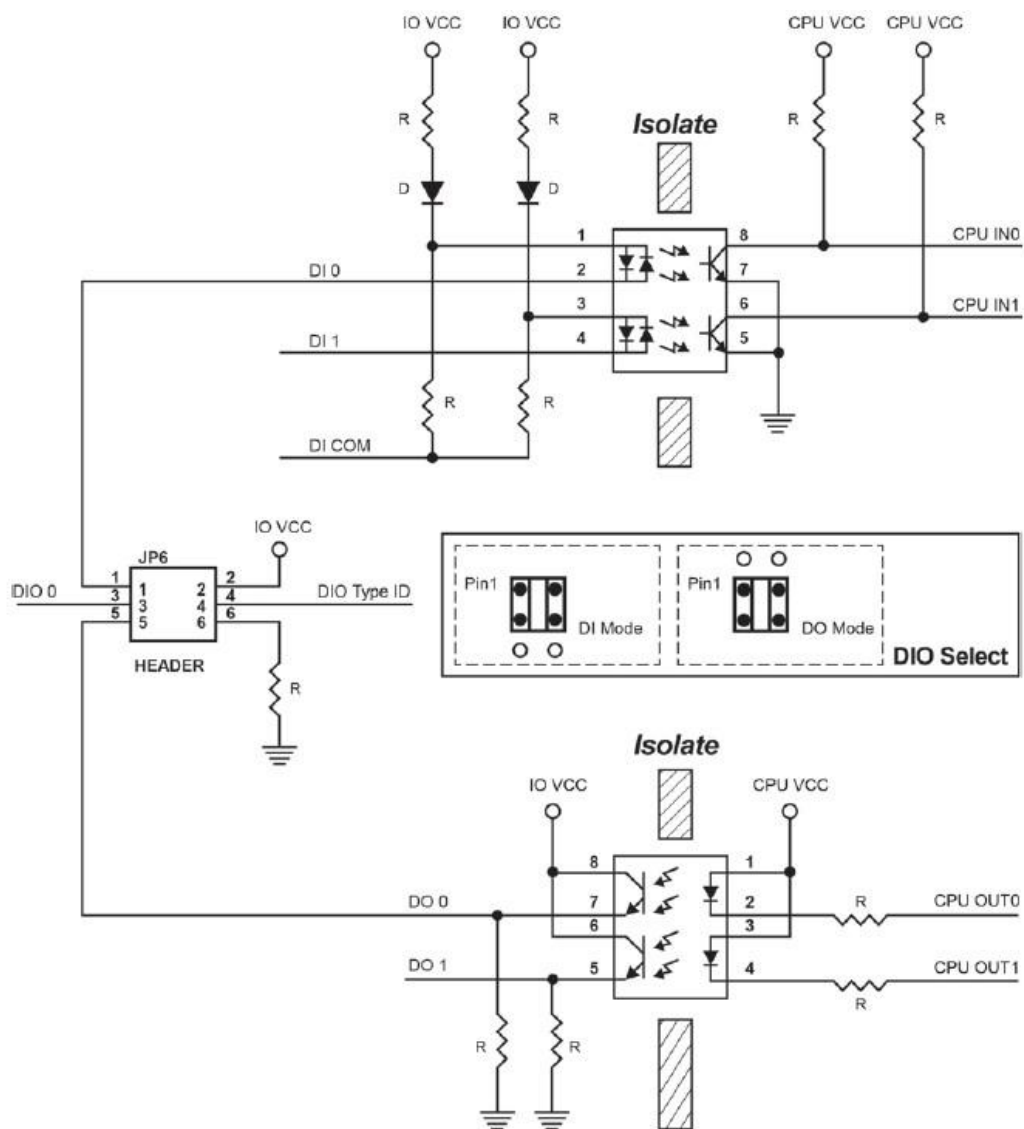 IO VCC IO VCC CPU VCC CPU VCC
R R R R
Isolate
D D
1 8 CPU IN0
DI 0 2 7
3 6 CPU IN1
DI 1 4 5
R R
DI COM
IO VCC
JP6
1 1 2 2
DIO 0 3 3 4 4 DIO Type ID
5 5 6 6
HEADER
R
Pin1 Pin1
DI Mode DO Mode
DIO Select
Isolate
IO VCC CPU VCC
8 1
DO 0 7 2 R CPU OUT0
6 3
DO 1 5 4 CPU OUT1
R
R R